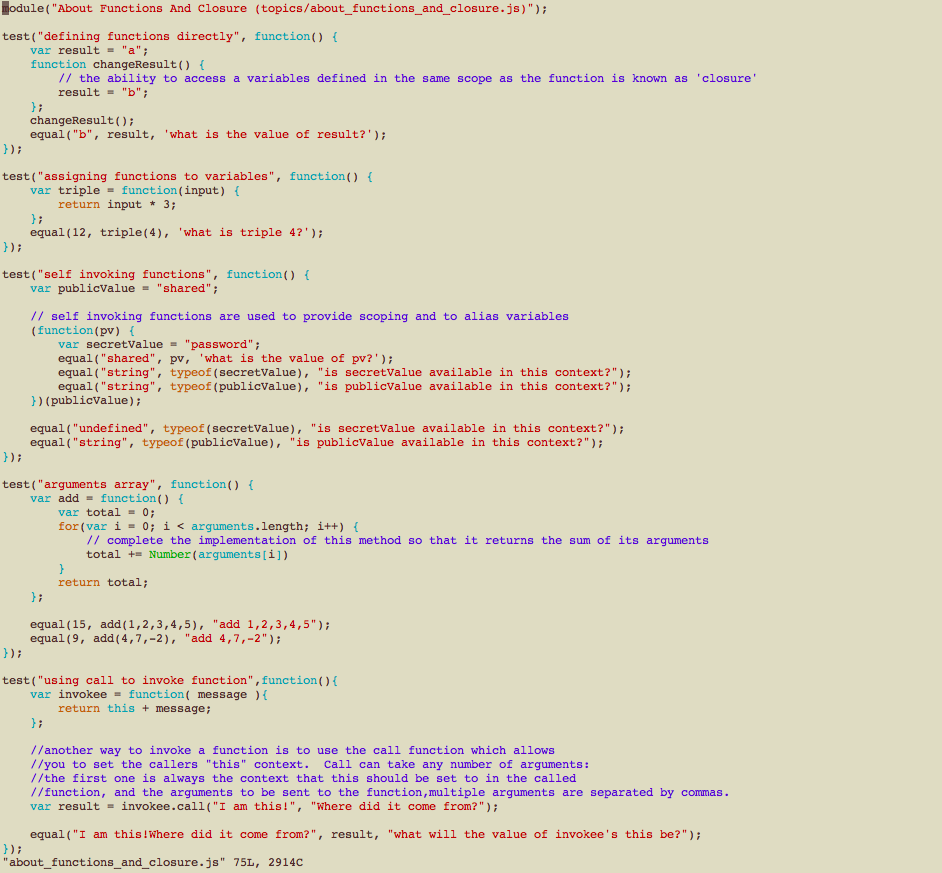 module("About Functions And Closure (topics/about_functions_and_closure.js)");

test("defining functions directly", function() {
    var result = "a";
    function changeResult() {
        // the ability to access a variables defined in the same scope as the function is known as 'closure'
        result = "b";
    };
    changeResult();
    equal("b", result, 'what is the value of result?');
});

test("assigning functions to variables", function() {
    var triple = function(input) {
        return input * 3;
    };
    equal(12, triple(4), 'what is triple 4?');
});

test("self invoking functions", function() {
    var publicValue = "shared";

    // self invoking functions are used to provide scoping and to alias variables
    (function(pv) {
        var secretValue = "password";
        equal("shared", pv, 'what is the value of pv?');
        equal("string", typeof(secretValue), "is secretValue available in this context?");
        equal("string", typeof(publicValue), "is publicValue available in this context?");
    })(publicValue);

    equal("undefined", typeof(secretValue), "is secretValue available in this context?");
    equal("string", typeof(publicValue), "is publicValue available in this context?");
});

test("arguments array", function() {
    var add = function() {
        var total = 0;
        for(var i = 0; i < arguments.length; i++) {
            // complete the implementation of this method so that it returns the sum of its arguments
            total += Number(arguments[i])
        }
        return total;
    };

    equal(15, add(1,2,3,4,5), "add 1,2,3,4,5");
    equal(9, add(4,7,-2), "add 4,7,-2");
});

test("using call to invoke function",function(){
    var invokee = function( message ){
        return this + message;
    };

    //another way to invoke a function is to use the call function which allows
    //you to set the callers "this" context.  Call can take any number of arguments:
    //the first one is always the context that this should be set to in the called
    //function, and the arguments to be sent to the function,multiple arguments are separated by commas.
    var result = invokee.call("I am this!", "Where did it come from?");

    equal("I am this!Where did it come from?", result, "what will the value of invokee's this be?");
});
"about_functions_and_closure.js" 75L, 2914C